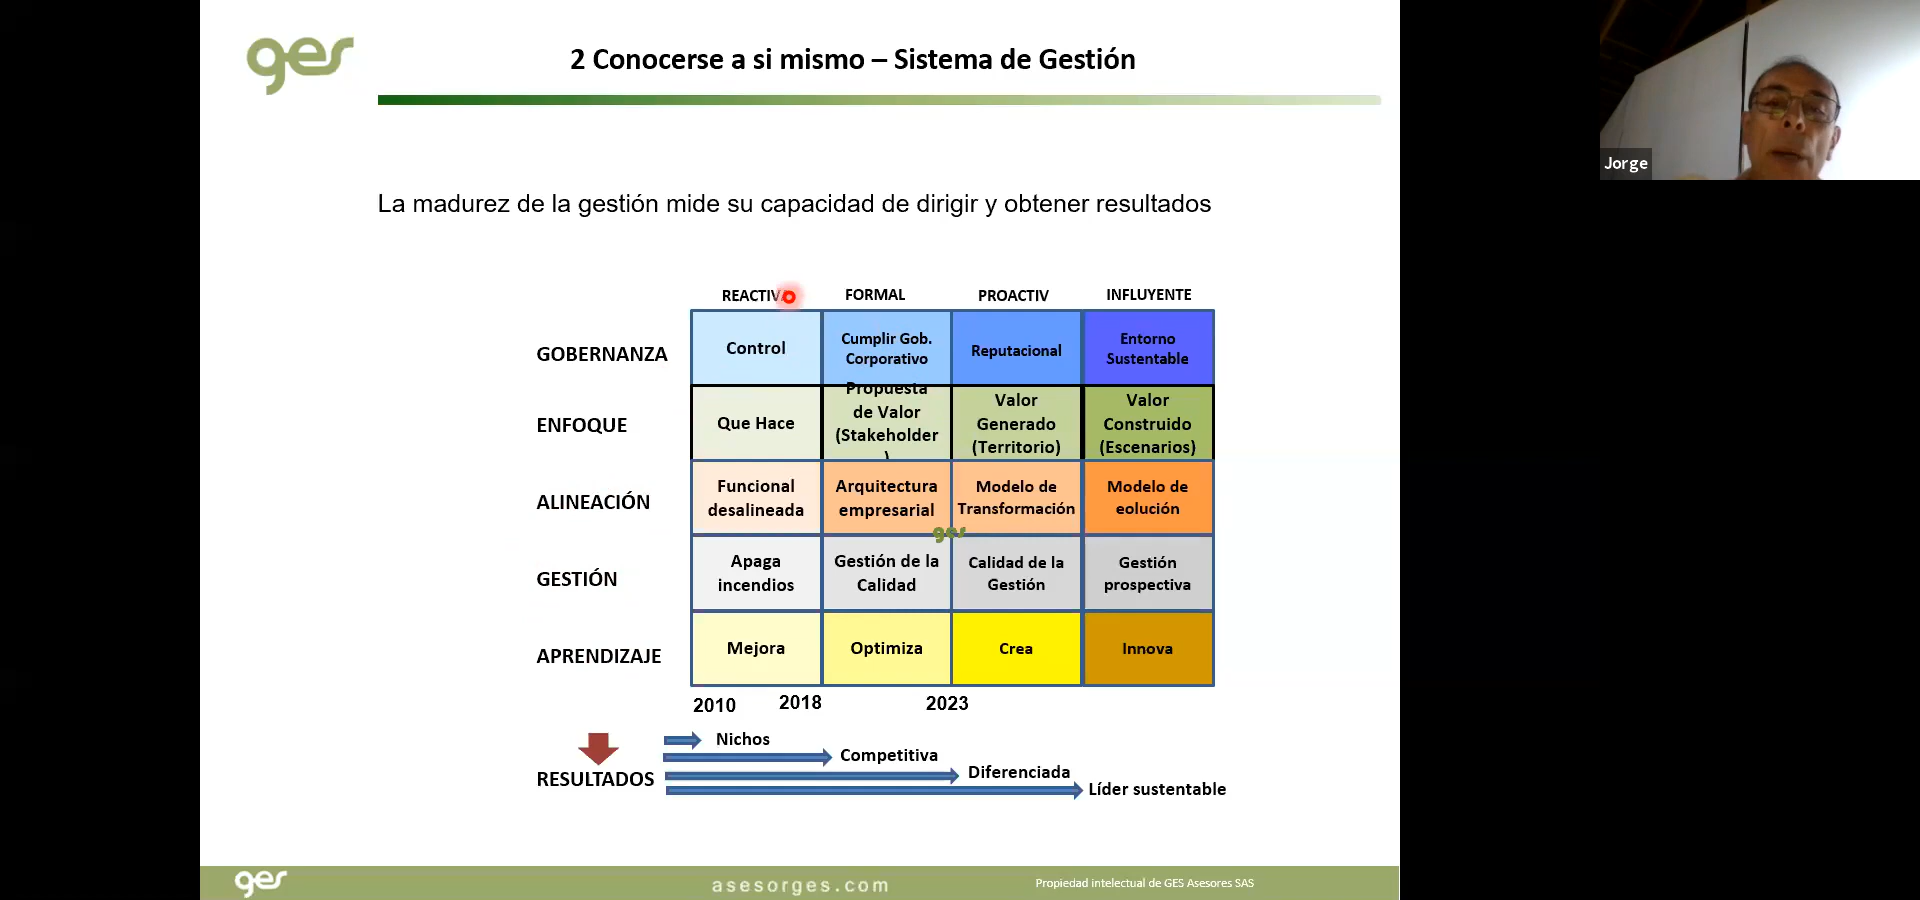 ges
2 Conocerse a si mismo – Sistema de Gestión
Jorge
La madurez de la gestión mide su capacidad de dirigir y obtener resultados
REACTIV FORMAL PROACTIV INFLUYENTE
GOBERNANZA
Control
Cumplir Gob.
Corporativo
Reputacional
Entorno
Sustentable
ENFOQUE
Que Hace
Propuesta
de Valor
(Stakeholder
)
Valor
Generado
(Territorio)
Valor
Construido
(Escenarios)
ALINEACIÓN
Funcional
desalineada
Arquitectura
empresarial
Modelo de
Transformación
Modelo de
eolución
ges
GESTIÓN
Apaga
incendios
Gestión de la
Calidad
Calidad de la
Gestión
Gestión
prospectiva
APRENDIZAJE
Mejora
Optimiza
Crea
Innova
2010 2018 2023
RESULTADOS
Nichos
Competitiva
Diferenciada
Líder sustentable
ges
asesorges.com
Propiedad intelectual de GES Asesores SAS